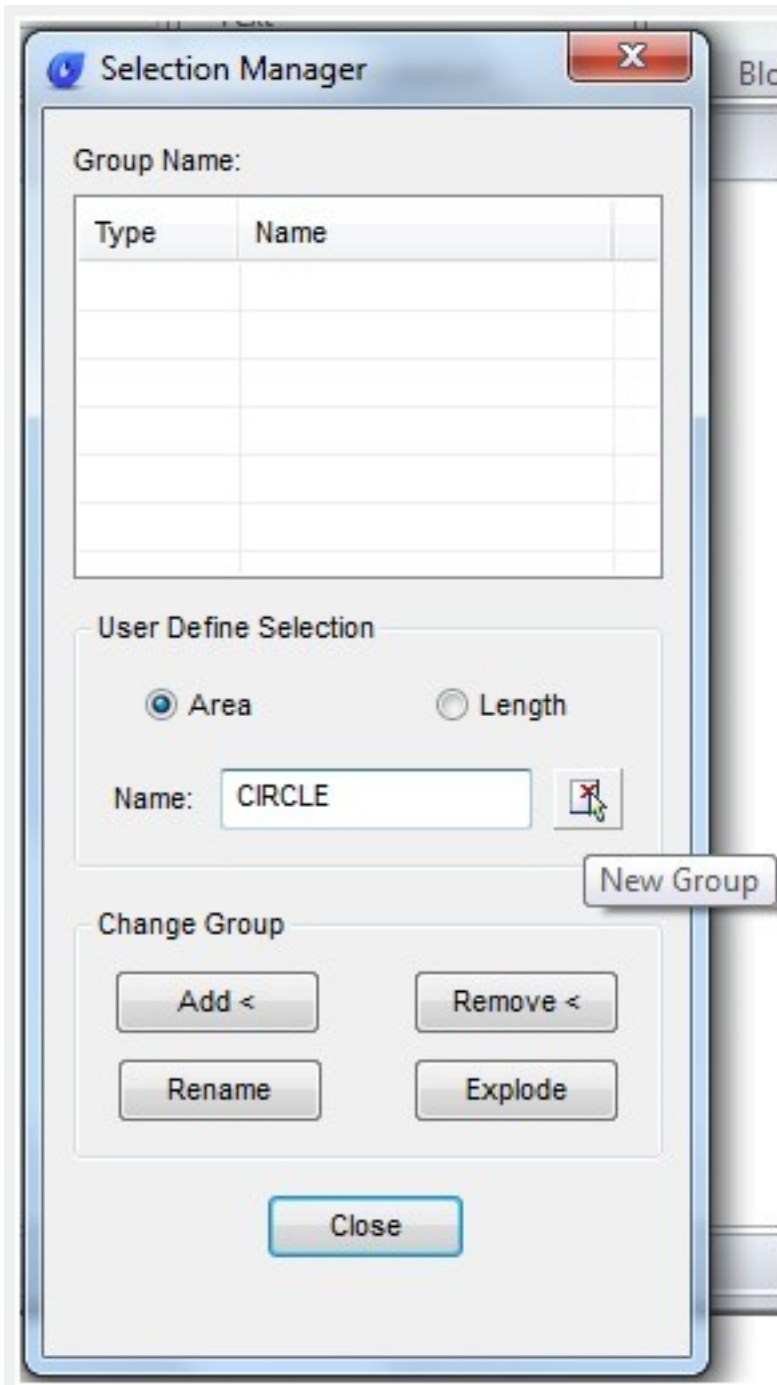 Selection Manager
Group Name:
Type Name
User Define Selection
Area Length
Name: CIRCLE
New Group
Change Group
Add < Remove <
Rename Explode
Close